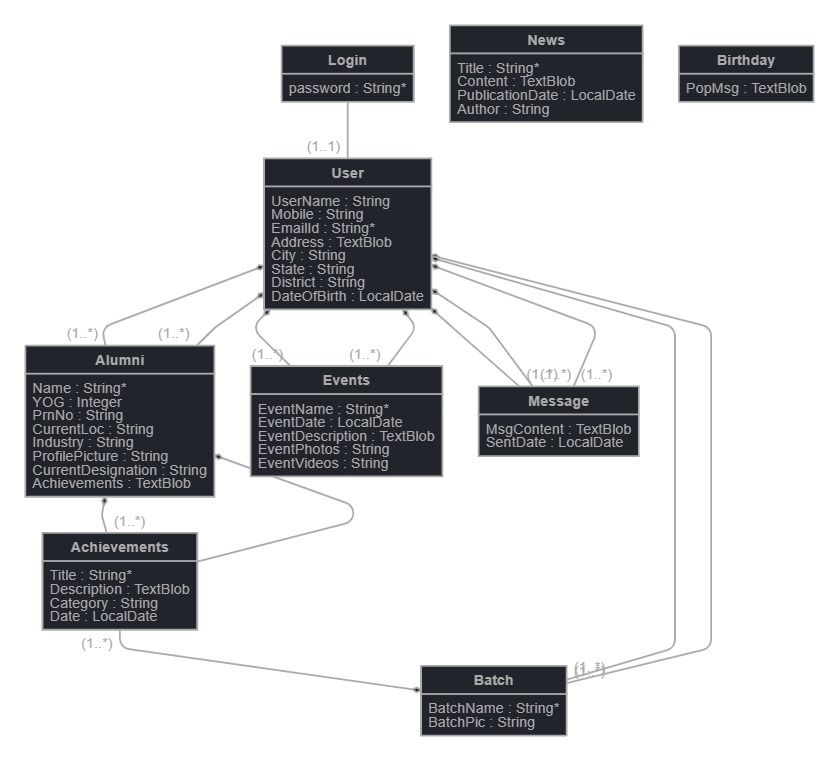 Login
password : String*
News
Title : String*
Content : TextBlob
PublicationDate : LocalDate
Author : String
Birthday
PopMsg : TextBlob
(1..1)
User
UserName : String
Mobile : String
EmailId : String*
Address : TextBlob
City : String
State : String
District : String
DateOfBirth : LocalDate
(1..*)
(1..*)
(1..*)
(1..*)
(1..*)
Alumni
Name : String*
YOG : Integer
PrnNo : String
CurrentLoc : String
Industry : String
ProfilePicture : String
CurrentDesignation : String
Achievements : TextBlob
Events
EventName : String*
EventDate : LocalDate
EventDescription : TextBlob
EventPhotos : String
EventVideos : String
Message
MsgContent : TextBlob
SentDate : LocalDate
(1..*)
Achievements
Title : String*
Description : TextBlob
Category : String
Date : LocalDate
(1..*)
Batch
BatchName : String*
BatchPic : String